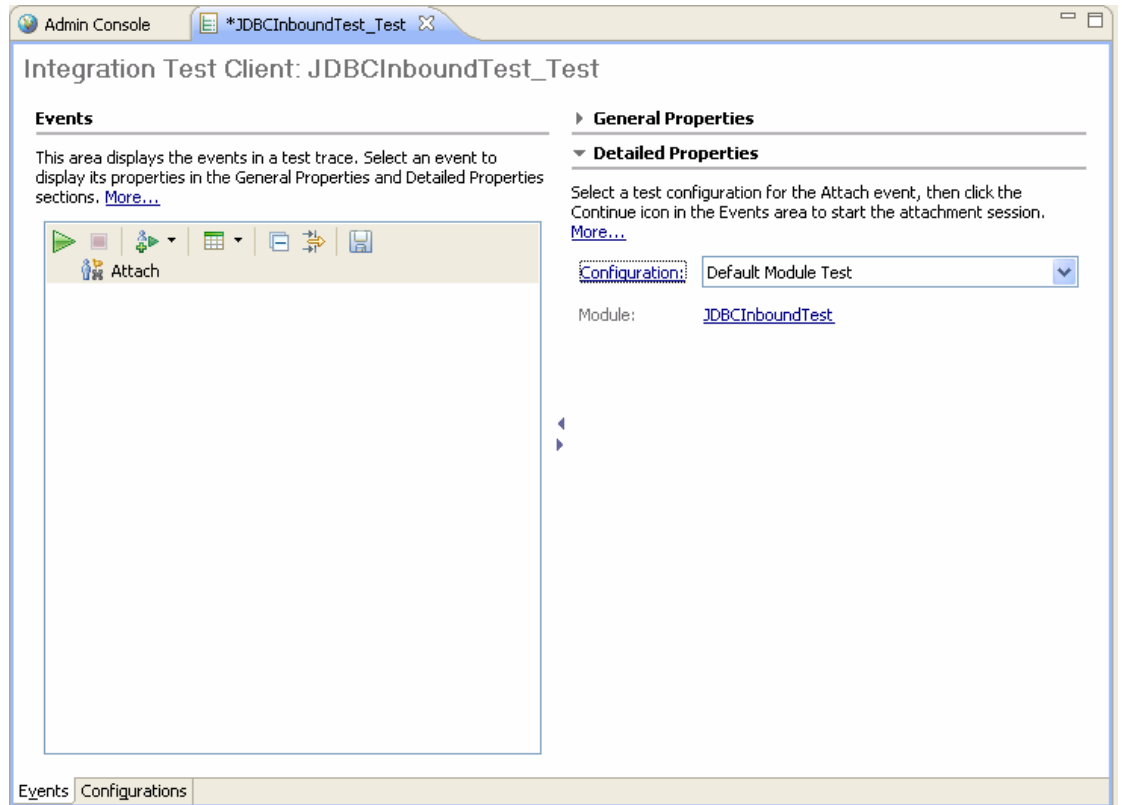 Admin Console
*JDBCInboundTest_Test
Integration Test Client: JDBCInboundTest_Test
Events
This area displays the events in a test trace. Select an event to
display its properties in the General Properties and Detailed Properties
sections. More...
Attach
General Properties
Detailed Properties
Select a test configuration for the Attach event, then click the
Continue icon in the Events area to start the attachment session.
More...
Configuration: Default Module Test
Module: JDBCInboundTest
Events Configurations